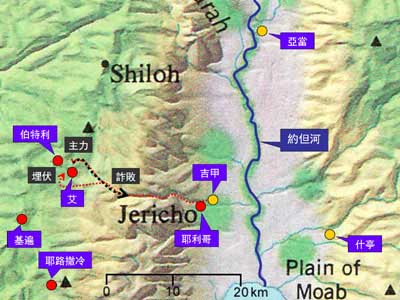 rah
亞當
Shiloh
主力
伯特利
約但河
埋伏
詐敗
吉甲
艾
Jericho
基遍
耶利哥
什亭
耶路撒冷
Plain of
Moab
0
10
20 km